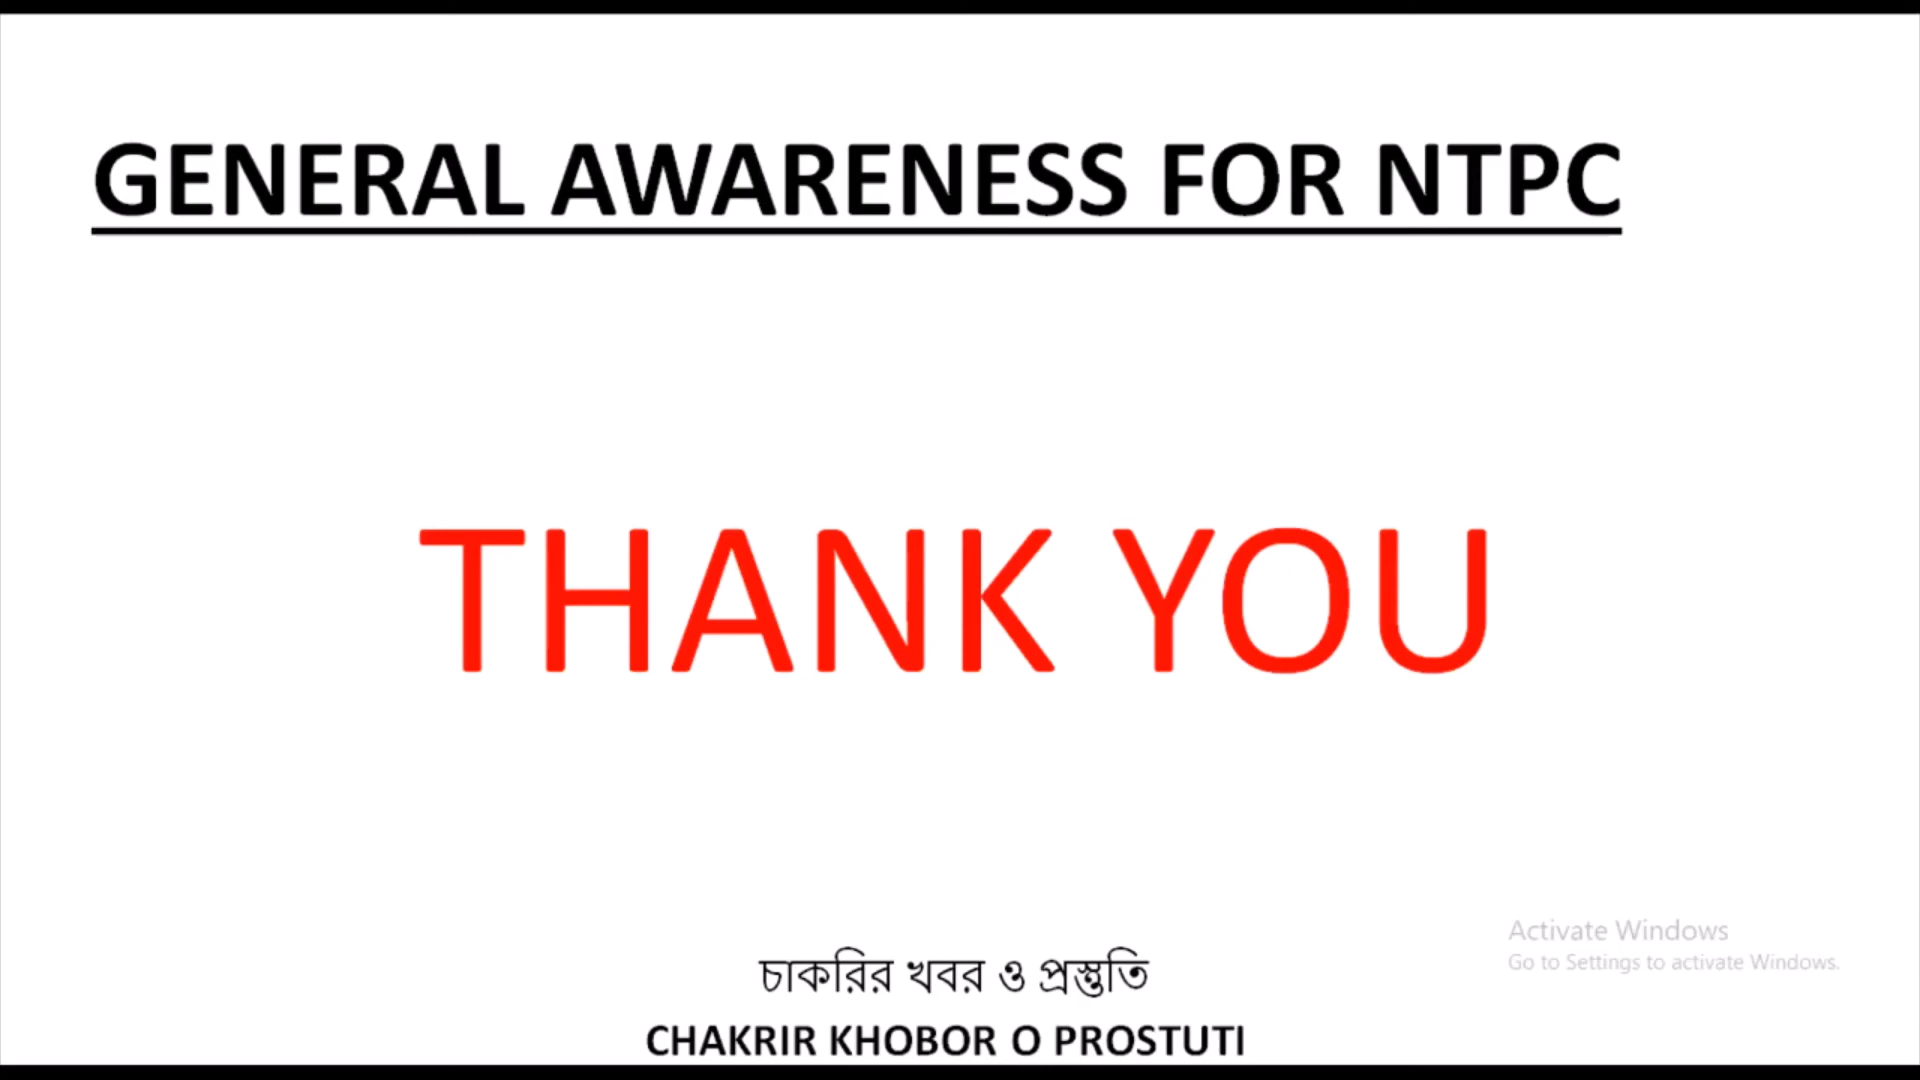 GENERAL AWARENESS FOR NTPC
THANK YOU
Activate Windows
Go to Settings to activate Windows.
চাকরির খবর ও প্রস্তুতি
CHAKRIR KHOBOR O PROSTUTI